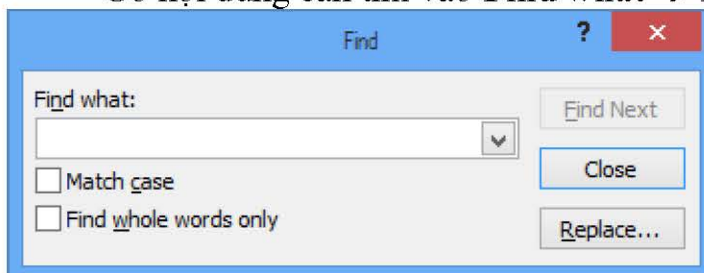 Find
?
Find what:
Find Next
Match case
Close
Find whole words only
Replace...